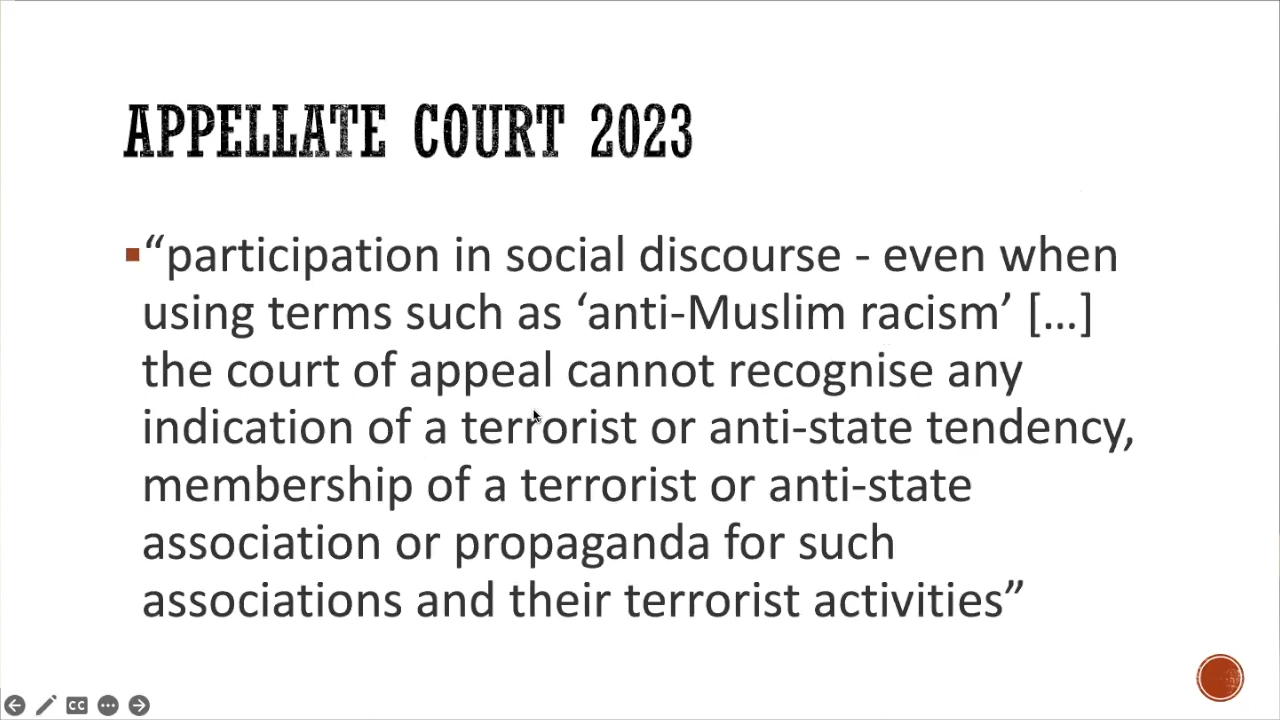 APPELLATE COURT 2023
“participation in social discourse - even when
using terms such as ‘anti-Muslim racism’ […]
the court of appeal cannot recognise any
indication of a terrorist or anti-state tendency,
membership of a terrorist or anti-state
association or propaganda for such
associations and their terrorist activities”
CC